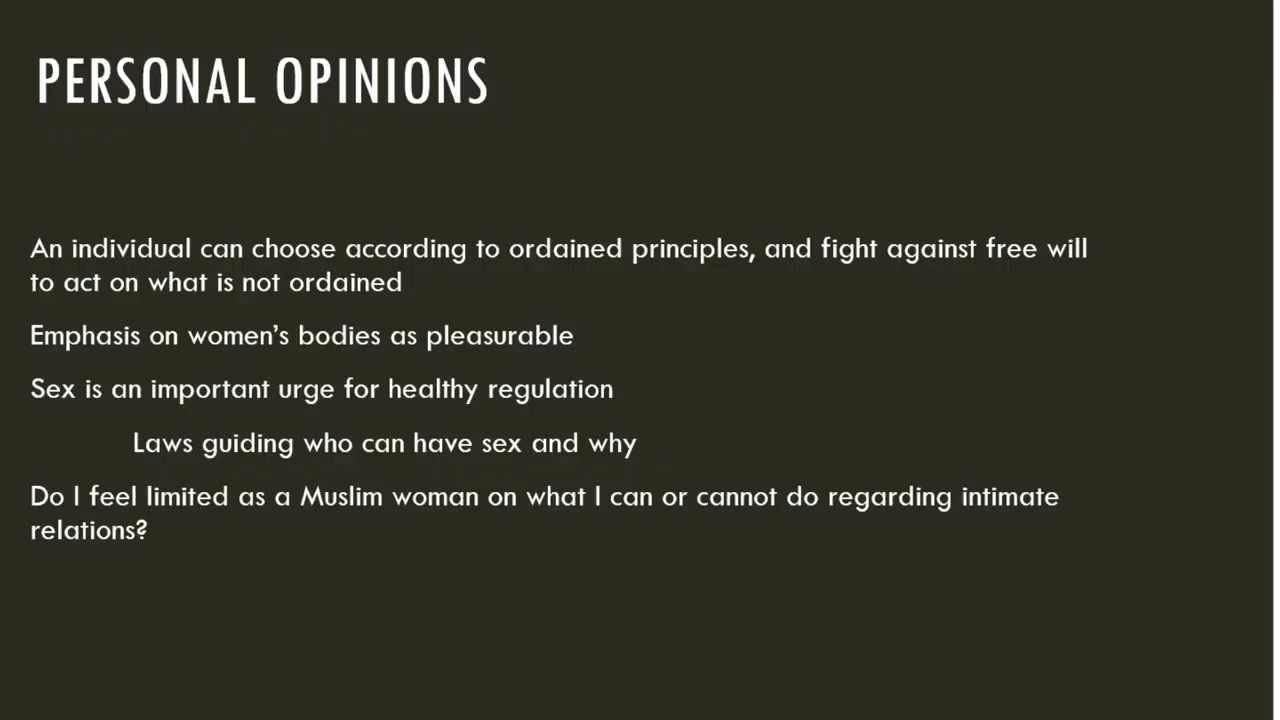 PERSONAL OPINIONS
An individual can choose according to ordained principles, and fight against free will
to act on what is not ordained
Emphasis on women’s bodies as pleasurable
Sex is an important urge for healthy regulation
Laws guiding who can have sex and why
Do I feel limited as a Muslim woman on what I can or cannot do regarding intimate
relations?